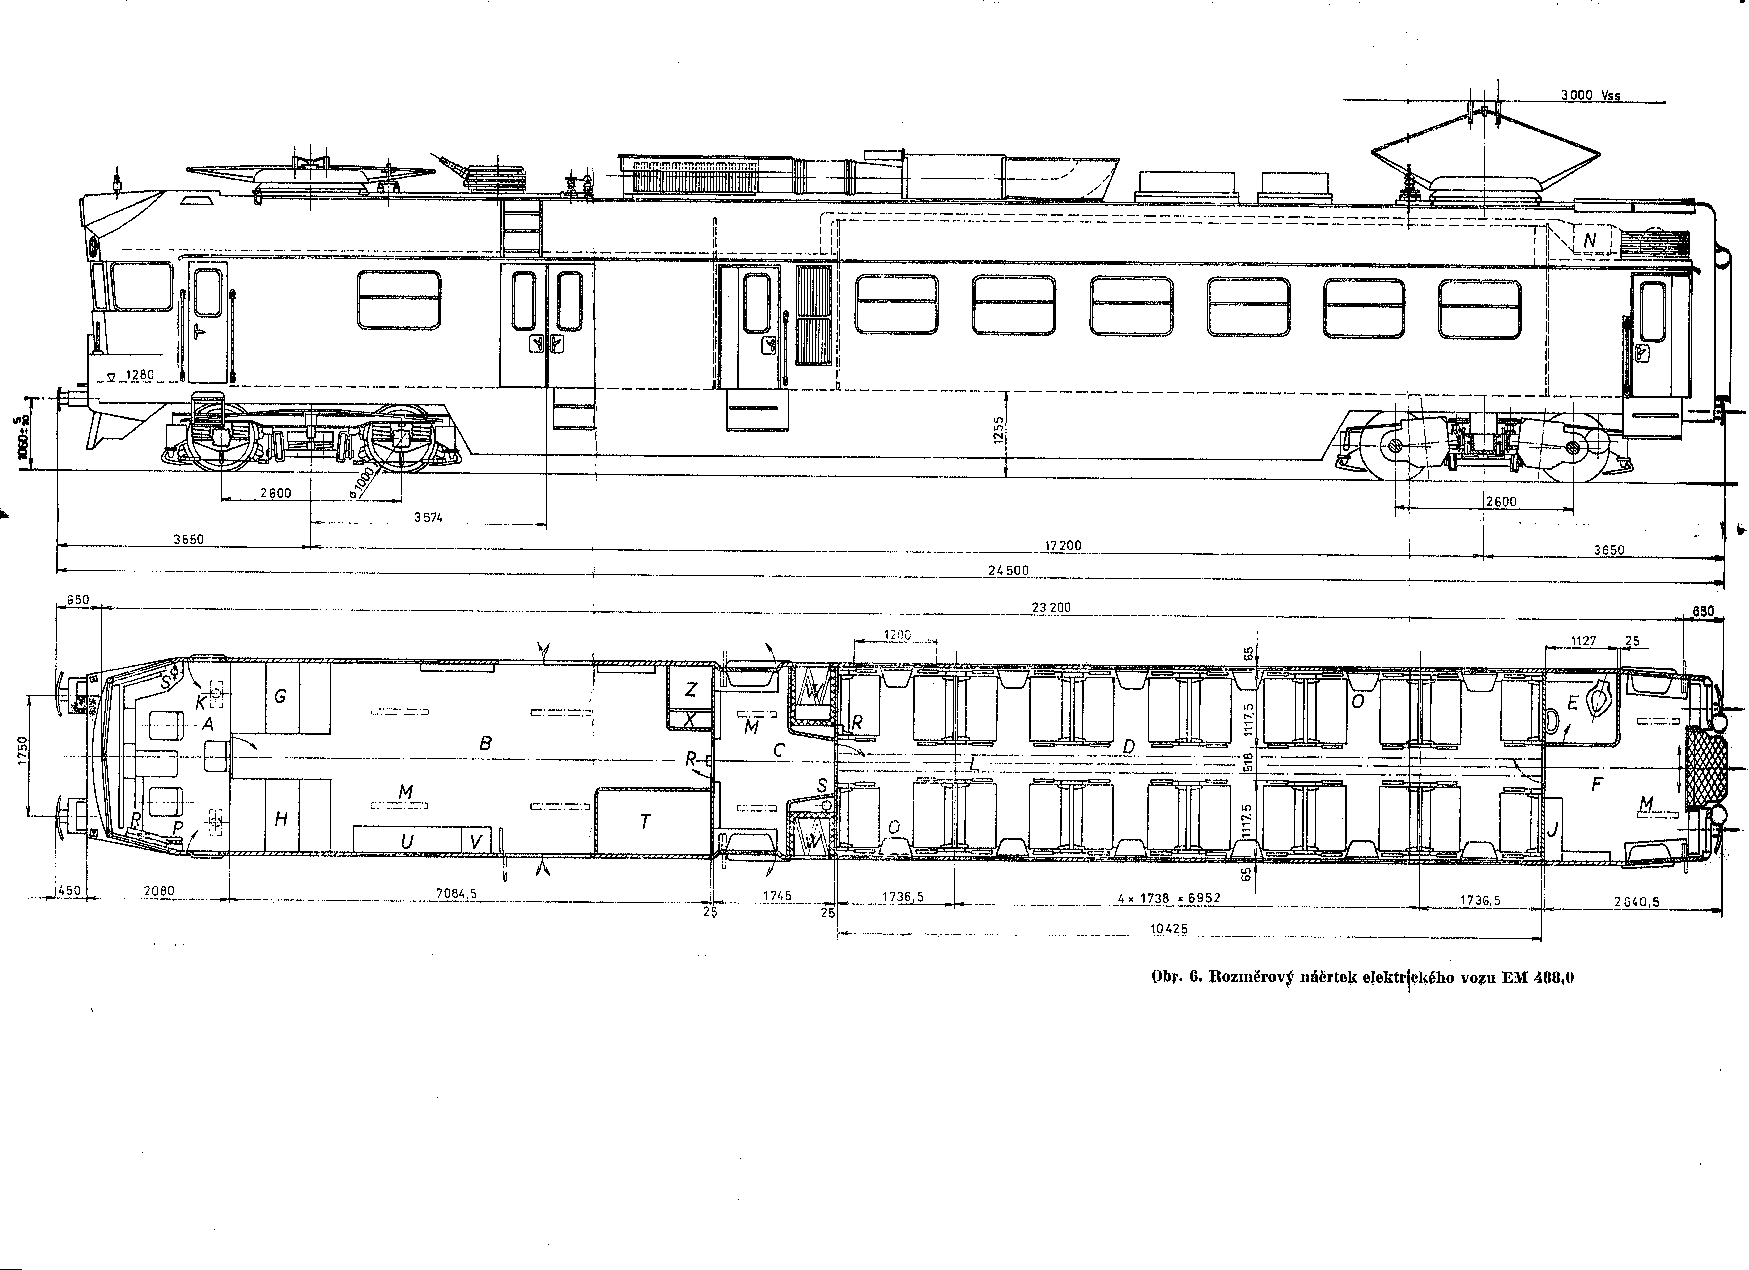 3000 Vss
N
1280
1060±
1255
2600
ø1000
2600
3574
3650
17200
3650
24500
650
23200
650
1200
1127
25
65
S
K
G
Z
W
E
A
X
M
R
O
1117,5
B
C
D
1750
R
L
518
F
M
S
M
R
P
H
T
O
1117,5
J
U
V
W
65
450
2080
7084,5
25
1745
25
1736,5
4 × 1738 = 6952
1736,5
2640,5
10425
Obr. 6. Rozměrový náčrtek elektrického vozu EM 488,0